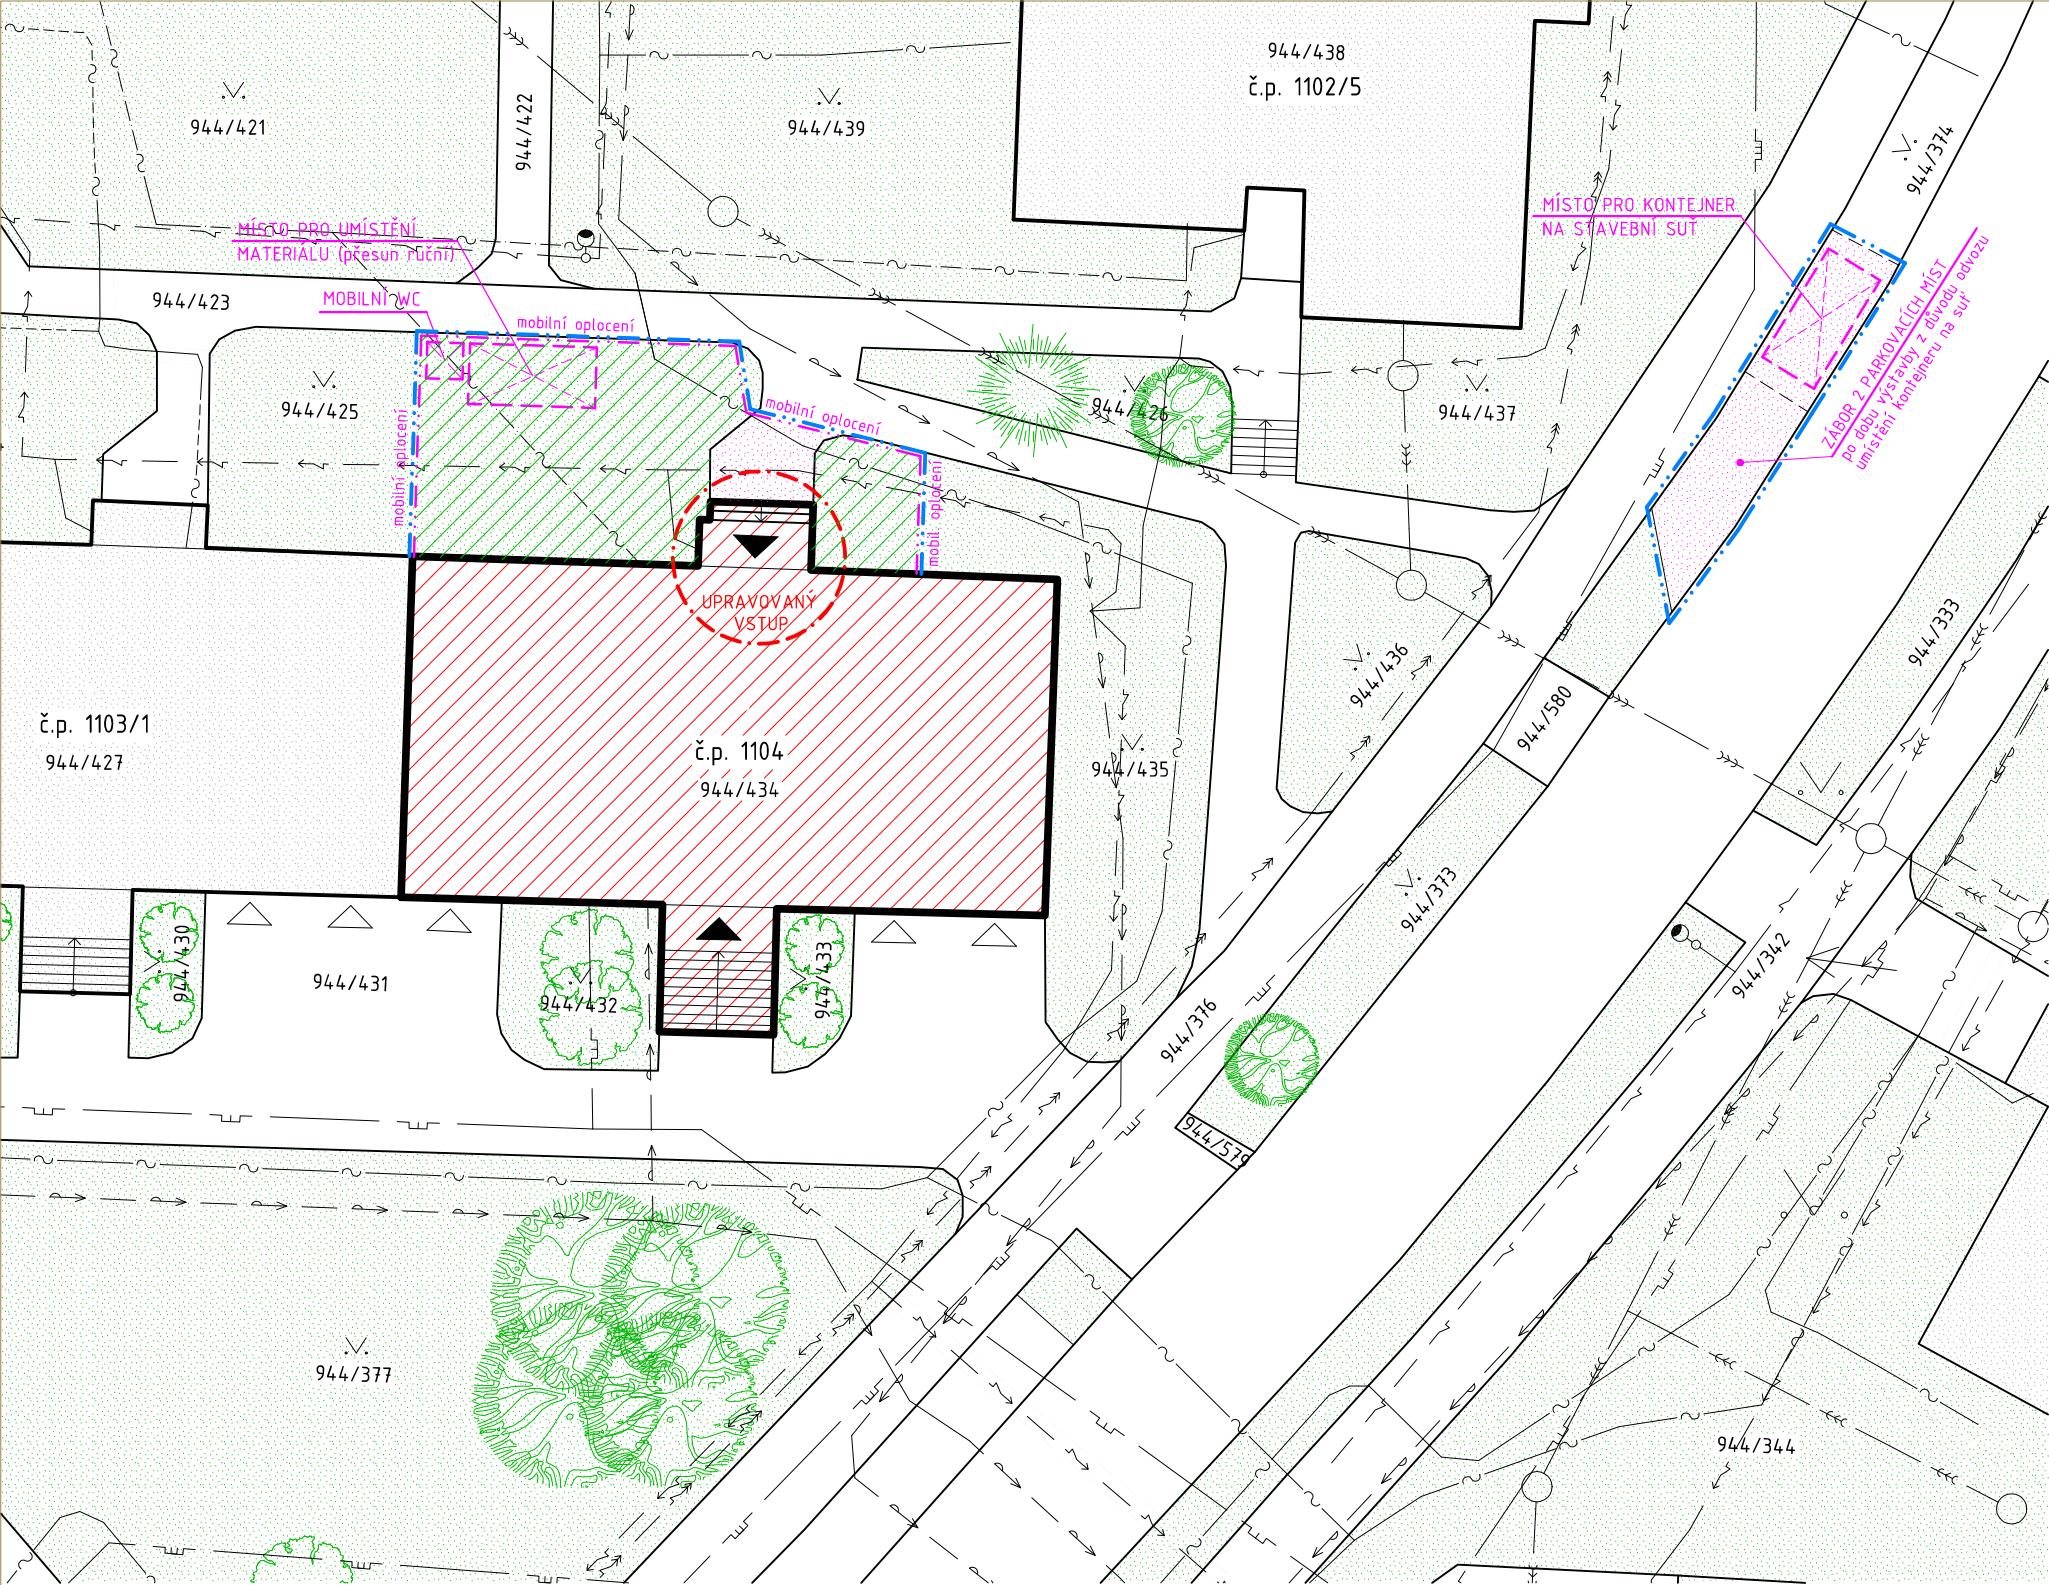 944/438
č.p. 1102/5
944/421
944/422
944/439
944/374
MÍSTO PRO KONTEJNER
NA STAVEBNÍ SUŤ
MÍSTO PRO UMÍSTĚNÍ
MATERIÁLU (přesun ruční)
944/423
MOBILNÍ WC
mobilní oplocení
ZÁBOR 2 PARKOVACÍCH MÍST
po dobu výstavby z důvodu odvozu
umístění kontejneru na suť
944/425
mobilní oplocení
mobilní oplocení
944/426
944/437
mobil. oplocení
UPRAVOVANÝ
VSTUP
944/333
944/436
944/580
č.p. 1103/1
944/427
č.p. 1104
944/434
944/435
944/373
944/430
944/431
944/432
944/433
944/342
944/376
944/579
944/377
944/344